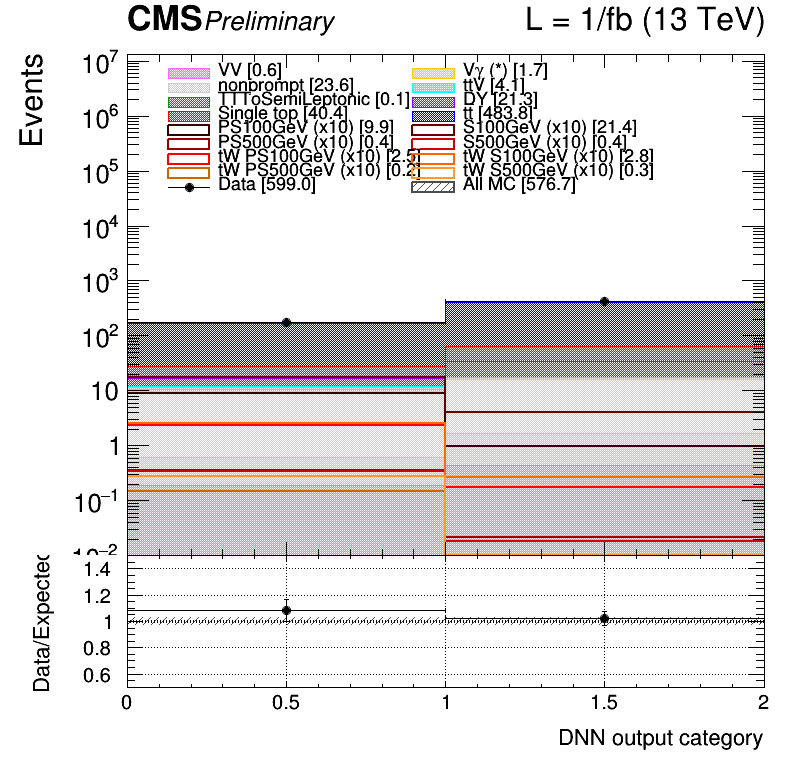 CMS Preliminary L = 1/fb (13 TeV)
Events
10⁷
10⁶
10⁵
10⁴
10³
10²
10
1
10⁻¹
10⁻²
VV [0.6] Vγ (*) [1.7]
nonprompt [23.6] ttV [4.1]
TTToSemiLeptonic [0.1] DY [21.3]
Single top [40.4] tt [483.8]
PS100GeV (x10) [9.9] S100GeV (x10) [21.4]
PS500GeV (x10) [0.4] S500GeV (x10) [0.4]
tW PS100GeV (x10) [2.5] tW S100GeV (x10) [2.8]
tW PS500GeV (x10) [0.2] tW S500GeV (x10) [0.3]
Data [599.0] All MC [576.7]
Data/Expected
1.4
1.2
1
0.8
0.6
0 0.5 1 1.5 2
DNN output category